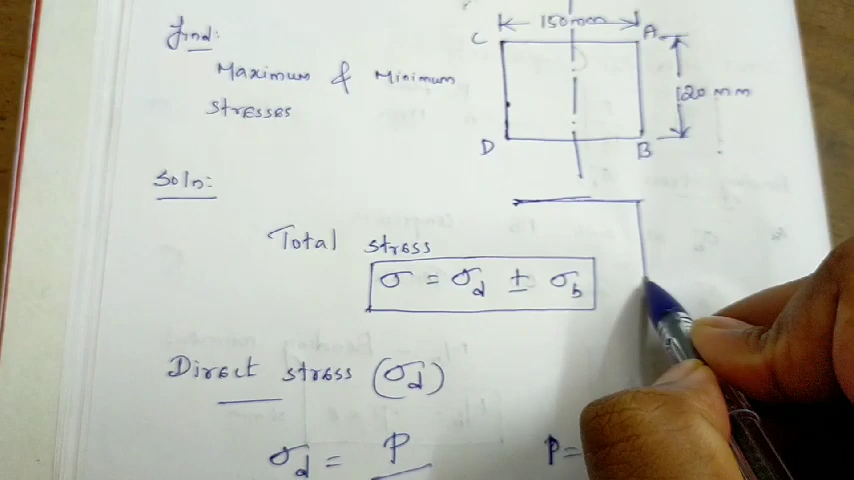 Find:
Maximum & Minimum
stresses
150mm
C A
120 mm
D B
Soln:
Total stress
σ = σd ± σb
Direct stress (σd)
σd = P
P=